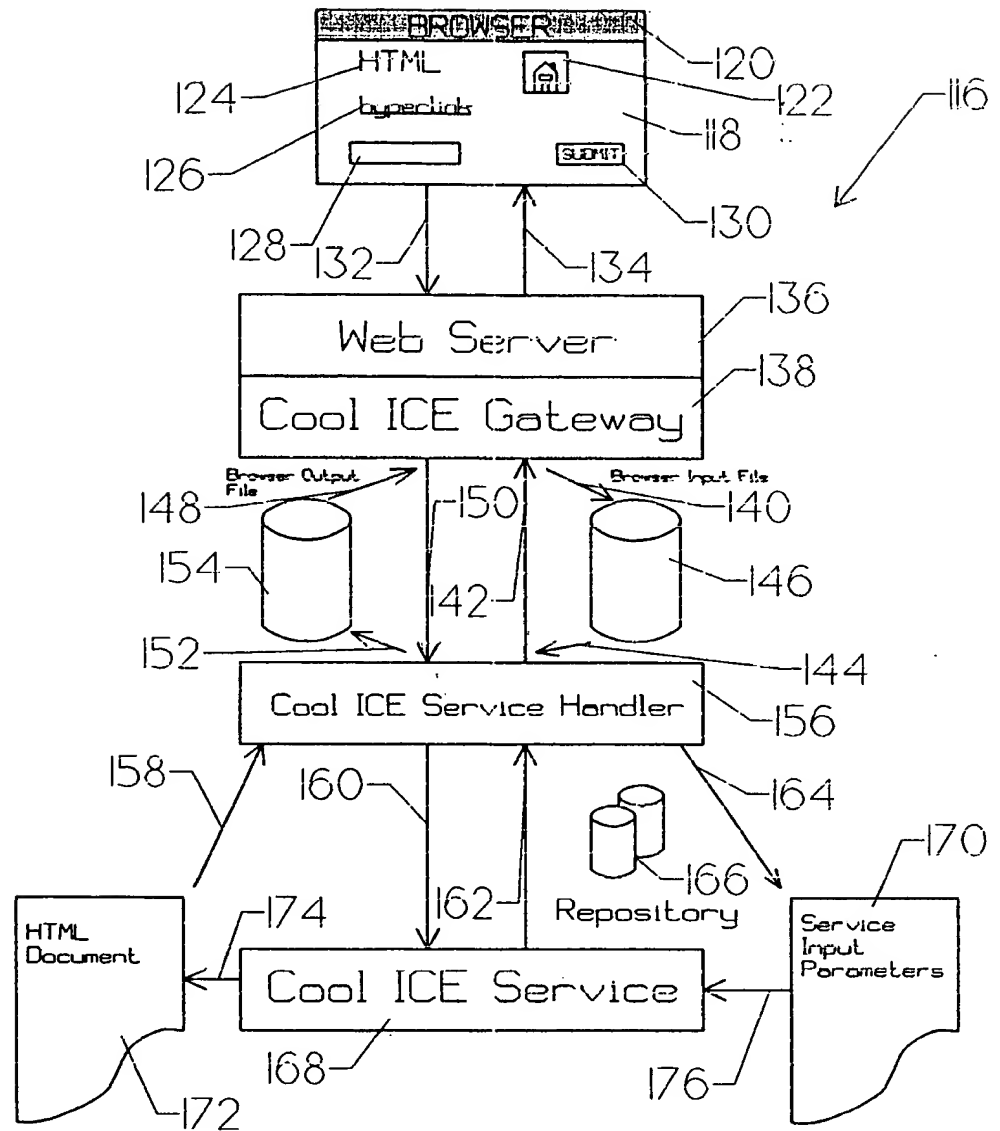 BROWSER
120
HTML
124
122
116
hyperlink
118
126
SUBMIT
130
128
132
134
136
Web Server
138
Cool ICE Gateway
Browser Output
File
Browser Input File
148
150
140
154
142
146
152
144
Cool ICE Service Handler
156
158
160
164
166
162
Repository
170
174
HTML
Document
Service
Input
Parameters
Cool ICE Service
168
176
172